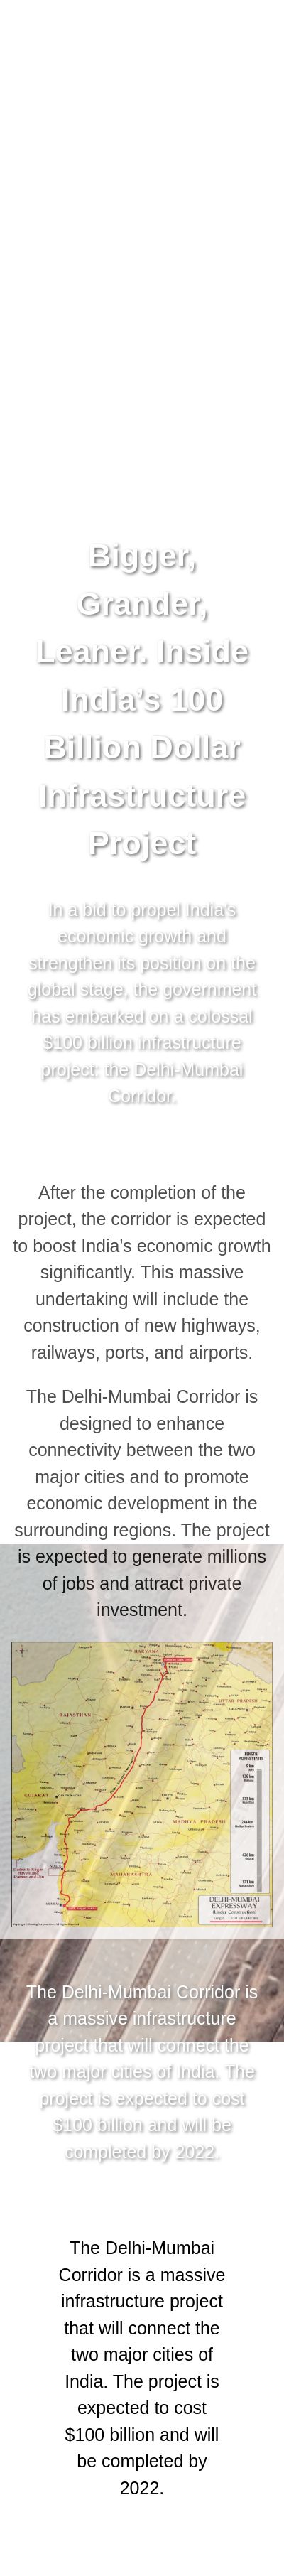 Bigger,
Grander,
Leaner. Inside
India's 100
Billion Dollar
Infrastructure
Project
In a bid to propel India's
economic growth and
strengthen its position on the
global stage, the government
has embarked on a colossal
$100 billion infrastructure
project: the Delhi-Mumbai
Corridor.
After the completion of the
project, the corridor is expected
to boost India's economic growth
significantly. This massive
undertaking will include the
construction of new highways,
railways, ports, and airports.
The Delhi-Mumbai Corridor is
designed to enhance
connectivity between the two
major cities and to promote
economic development in the
surrounding regions. The project
is expected to generate millions
of jobs and attract private
investment.
HARYANA
UTTAR PRADESH
RAJASTHAN
GUJARAT
MADHYA PRADESH
MAHARASHTRA
DELHI-MUMBAI
EXPRESSWAY
(Under Construction)
The Delhi-Mumbai Corridor is
a massive infrastructure
project that will connect the
two major cities of India. The
project is expected to cost
$100 billion and will be
completed by 2022.
The Delhi-Mumbai
Corridor is a massive
infrastructure project
that will connect the
two major cities of
India. The project is
expected to cost
$100 billion and will
be completed by
2022.